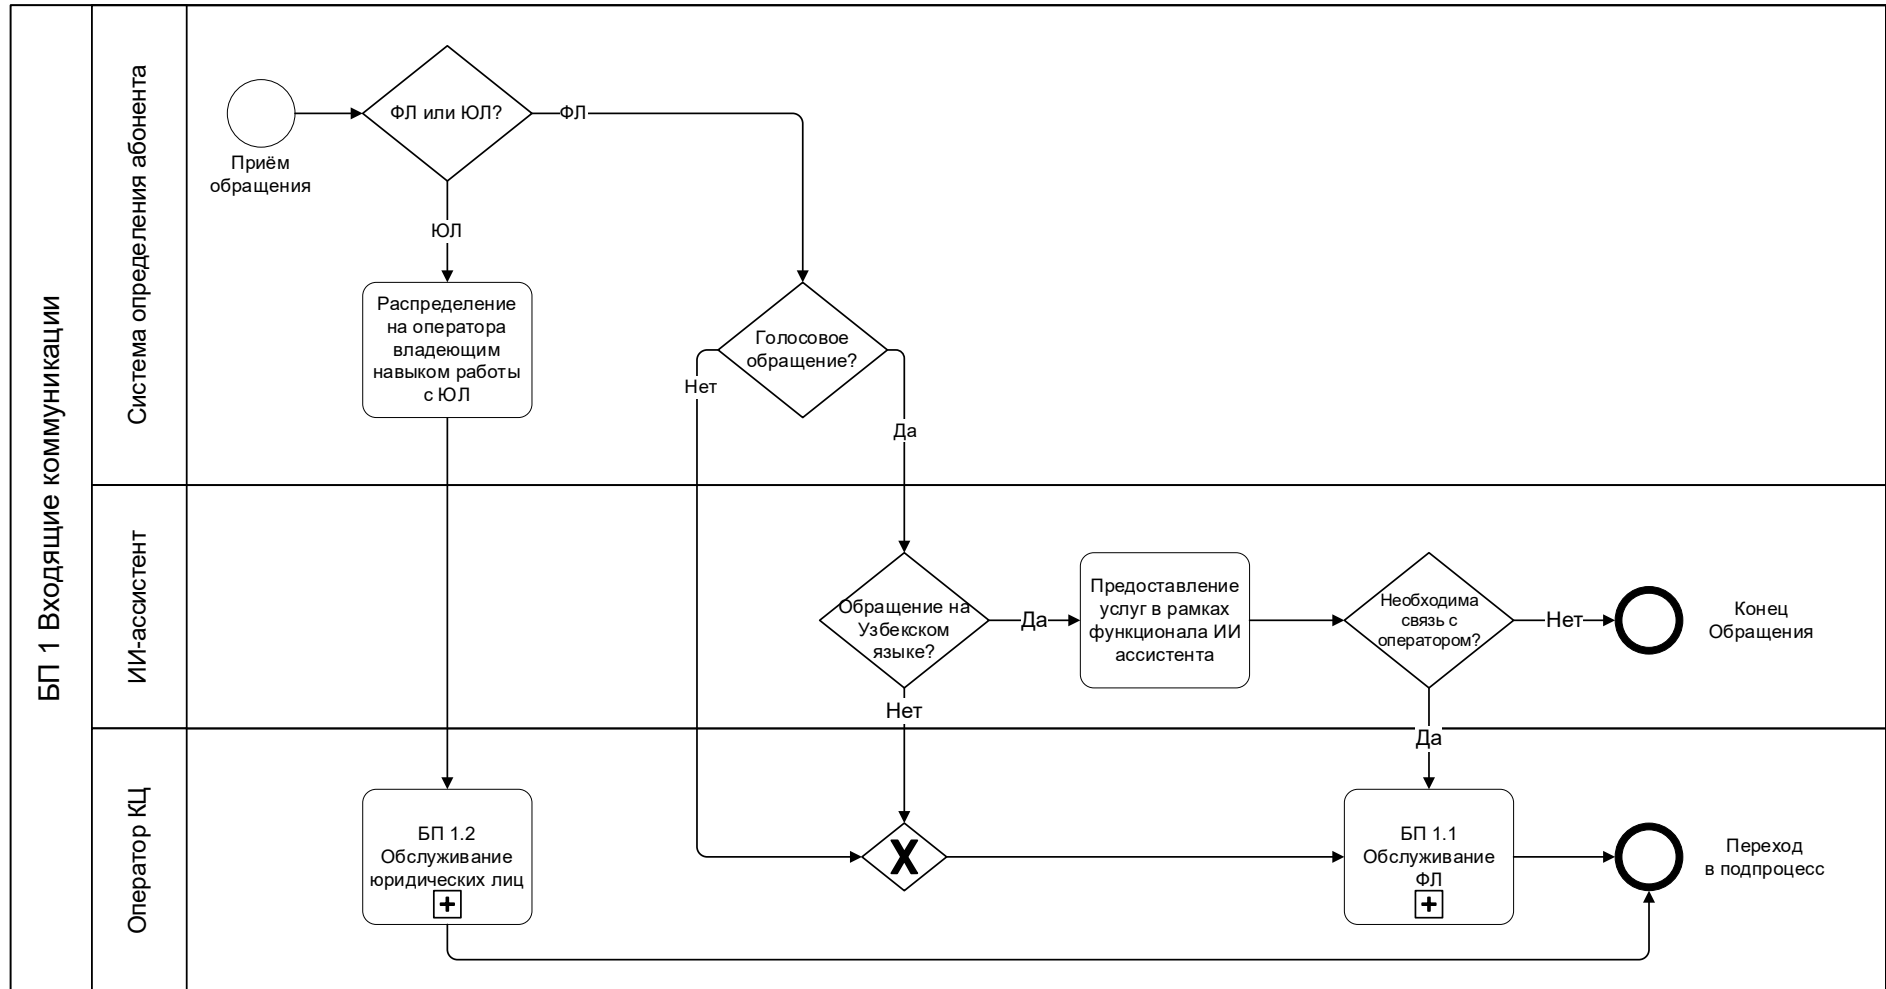 БП 1 Входящие коммуникации
Система определения абонента
Приём
обращения
ФЛ или ЮЛ?
ФЛ
ЮЛ
Распределение
на оператора
владеющим
навыком работы
с ЮЛ
Голосовое
обращение?
Нет
Да
ИИ-ассистент
Обращение на
Узбекском
языке?
Да
Нет
Предоставление
услуг в рамках
функционала ИИ
ассистента
Необходима
связь с
оператором?
Нет
Да
Конец
Обращения
Оператор КЦ
БП 1.2
Обслуживание
юридических лиц
X
БП 1.1
Обслуживание
ФЛ
Переход
в подпроцесс